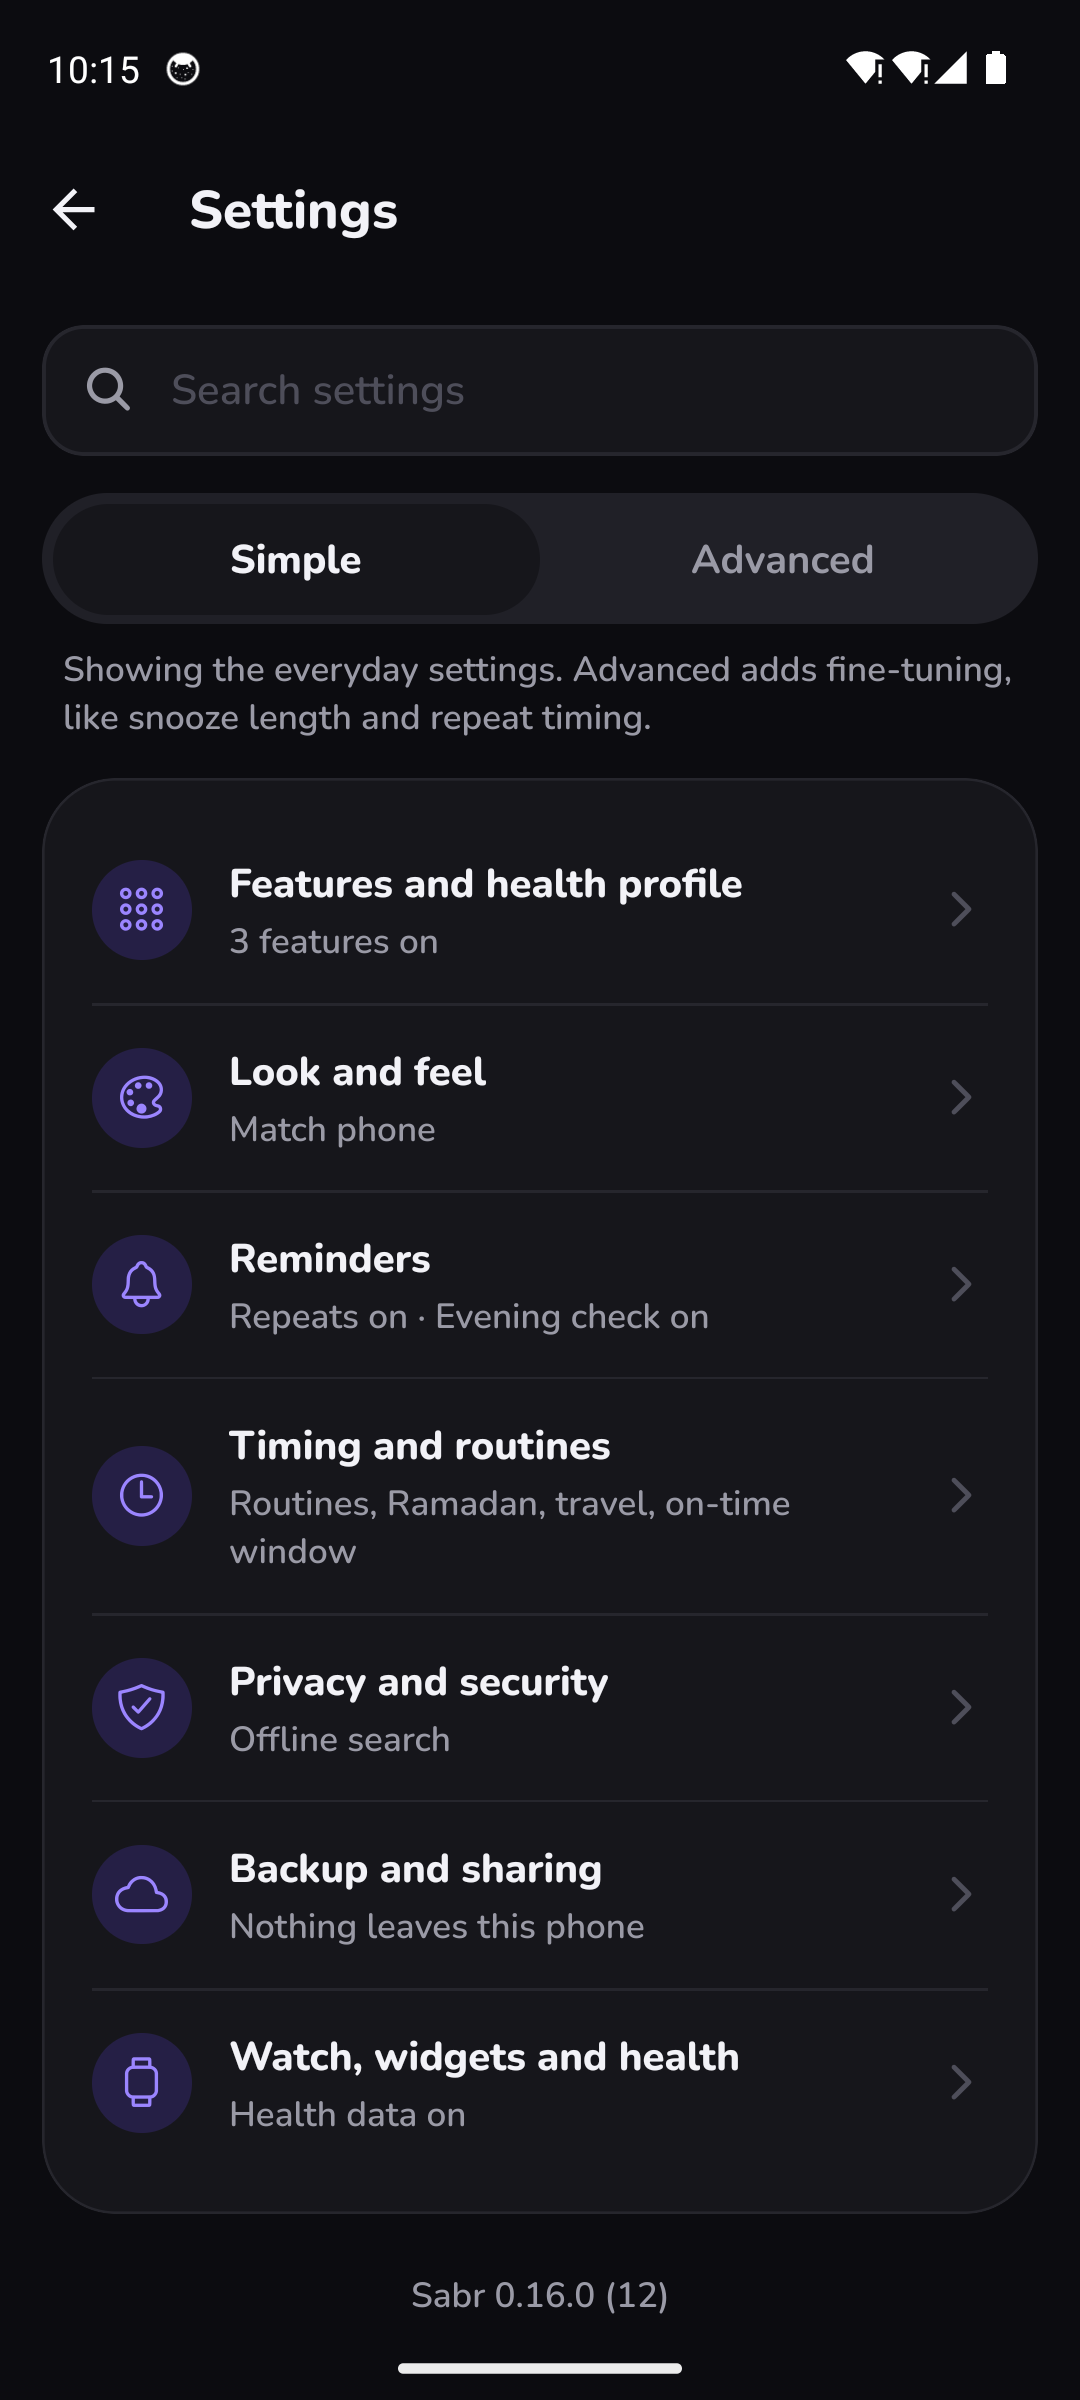 10:15
Settings
Search settings
Simple
Advanced
Showing the everyday settings. Advanced adds fine-tuning,
like snooze length and repeat timing.
Features and health profile
3 features on
Look and feel
Match phone
Reminders
Repeats on · Evening check on
Timing and routines
Routines, Ramadan, travel, on-time
window
Privacy and security
Offline search
Backup and sharing
Nothing leaves this phone
Watch, widgets and health
Health data on
Sabr 0.16.0 (12)